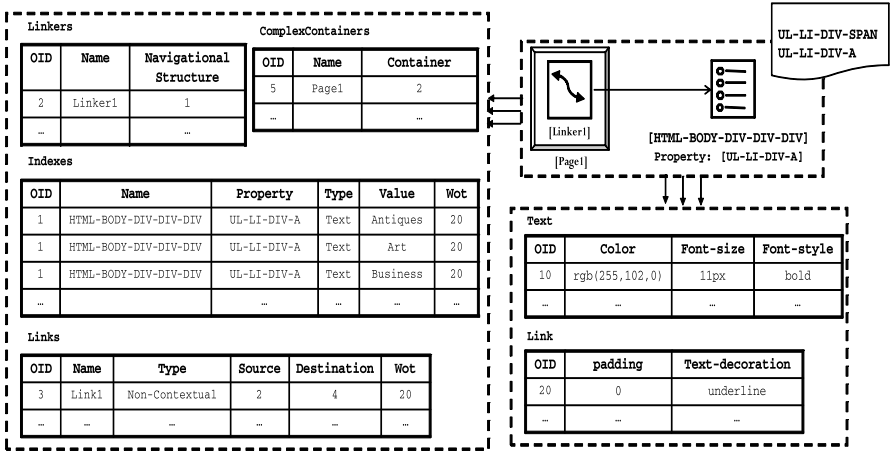 Linkers
OID Name Navigational Structure
2 Linker1 1
… …
ComplexContainers
OID Name Container
5 Page1 2
… …
Indexes
OID Name Property Type Value Wot
1 HTML-BODY-DIV-DIV-DIV UL-LI-DIV-A Text Antiques 20
1 HTML-BODY-DIV-DIV-DIV UL-LI-DIV-A Text Art 20
1 HTML-BODY-DIV-DIV-DIV UL-LI-DIV-A Text Business 20
… … … … …
Links
OID Name Type Source Destination Wot
3 Link1 Non-Contextual 2 4 20
… … … … … …
UL-LI-DIV-SPAN
UL-LI-DIV-A
[Linker1]
[Page1]
[HTML-BODY-DIV-DIV-DIV]
Property: [UL-LI-DIV-A]
Text
OID Color Font-size Font-style
10 rgb(255,102,0) 11px bold
… … … …
Link
OID padding Text-decoration
20 0 underline
… … …